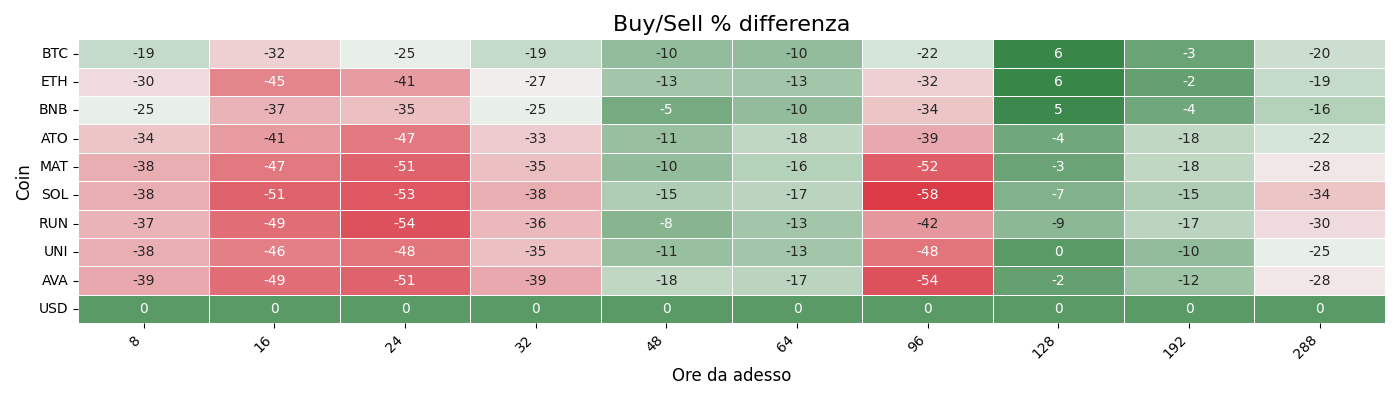 Buy/Sell % differenza
Coin
BTC -19 -32 -25 -19 -10 -10 -22 6 -3 -20
ETH -30 -45 -41 -27 -13 -13 -32 6 -2 -19
BNB -25 -37 -35 -25 -5 -10 -34 5 -4 -16
ATO -34 -41 -47 -33 -11 -18 -39 -4 -18 -22
MAT -38 -47 -51 -35 -10 -16 -52 -3 -18 -28
SOL -38 -51 -53 -38 -15 -17 -58 -7 -15 -34
RUN -37 -49 -54 -36 -8 -13 -42 -9 -17 -30
UNI -38 -46 -48 -35 -11 -13 -48 0 -10 -25
AVA -39 -49 -51 -39 -18 -17 -54 -2 -12 -28
USD 0 0 0 0 0 0 0 0 0 0
8 16 24 32 48 64 96 128 192 288
Ore da adesso